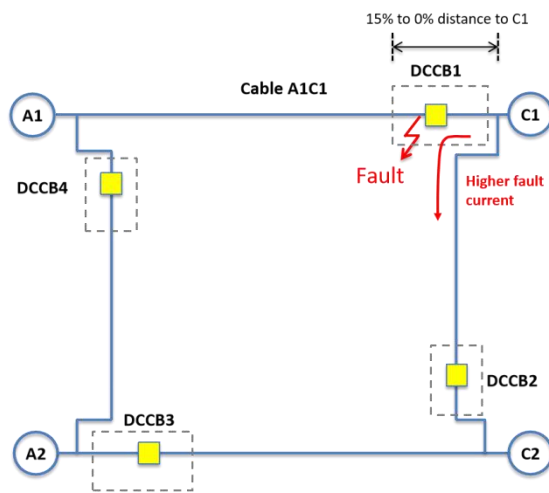 15% to 0% distance to C1
DCCB1
Cable A1C1
A1
C1
Fault
Higher fault
current
DCCB4
DCCB2
DCCB3
A2
C2